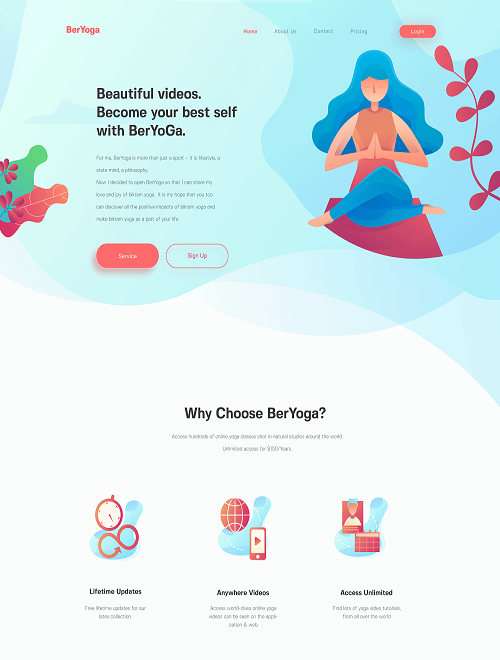 BerYoga
Home About Us Contact Pricing Login
Beautiful videos.
Become your best self
with BerYoGa.
For me, BerYoga is more than just a sport – it is lifestyle, a
state mind, a philosophy.
Now I decided to open BerYoga so that I can share my
love and joy of bikram yoga . It is my hope that you too
can discover all the positive impacts of bikram yoga and
make bikram yoga as a part of your life.
Service Sign Up
Why Choose BerYoga?
Access hundreds of online yoga classes shot in natural studios around the world.
Unlimited access for $150/Years.
Lifetime Updates
Free lifetime updates for our
lotos collection.
Anywhere Videos
Access world-class online yoga
videos can be seen on the appli-
cation & web
Access Unlimited
Find lots of yoga video tutorials,
from all over the world